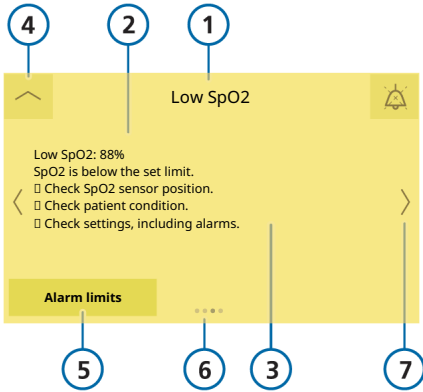 4
2
1
Low SpO2
Low SpO2: 88%
SpO2 is below the set limit.
▯ Check SpO2 sensor position.
▯ Check patient condition.
▯ Check settings, including alarms.
Alarm limits
5
6
3
7